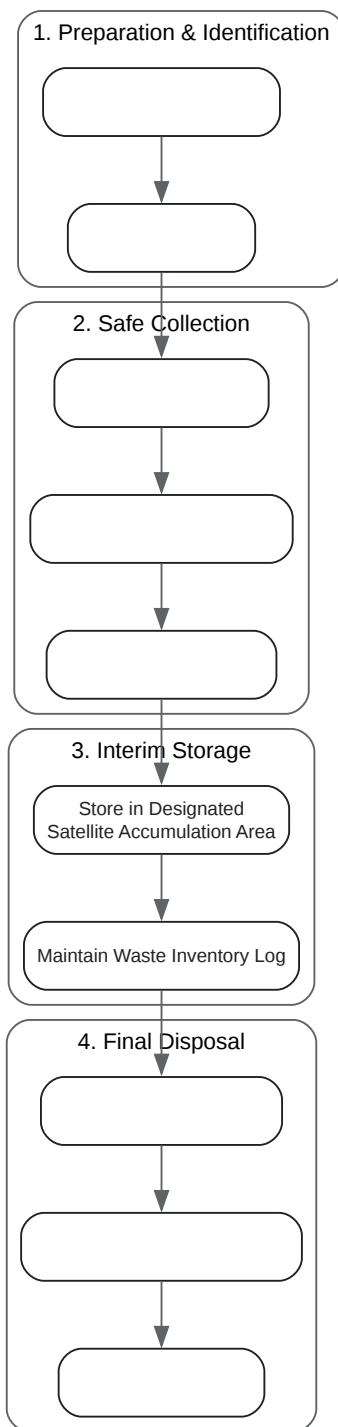 1. Preparation & Identification
2. Safe Collection
3. Interim Storage
Store in Designated
Satellite Accumulation Area
Maintain Waste Inventory Log
4. Final Disposal